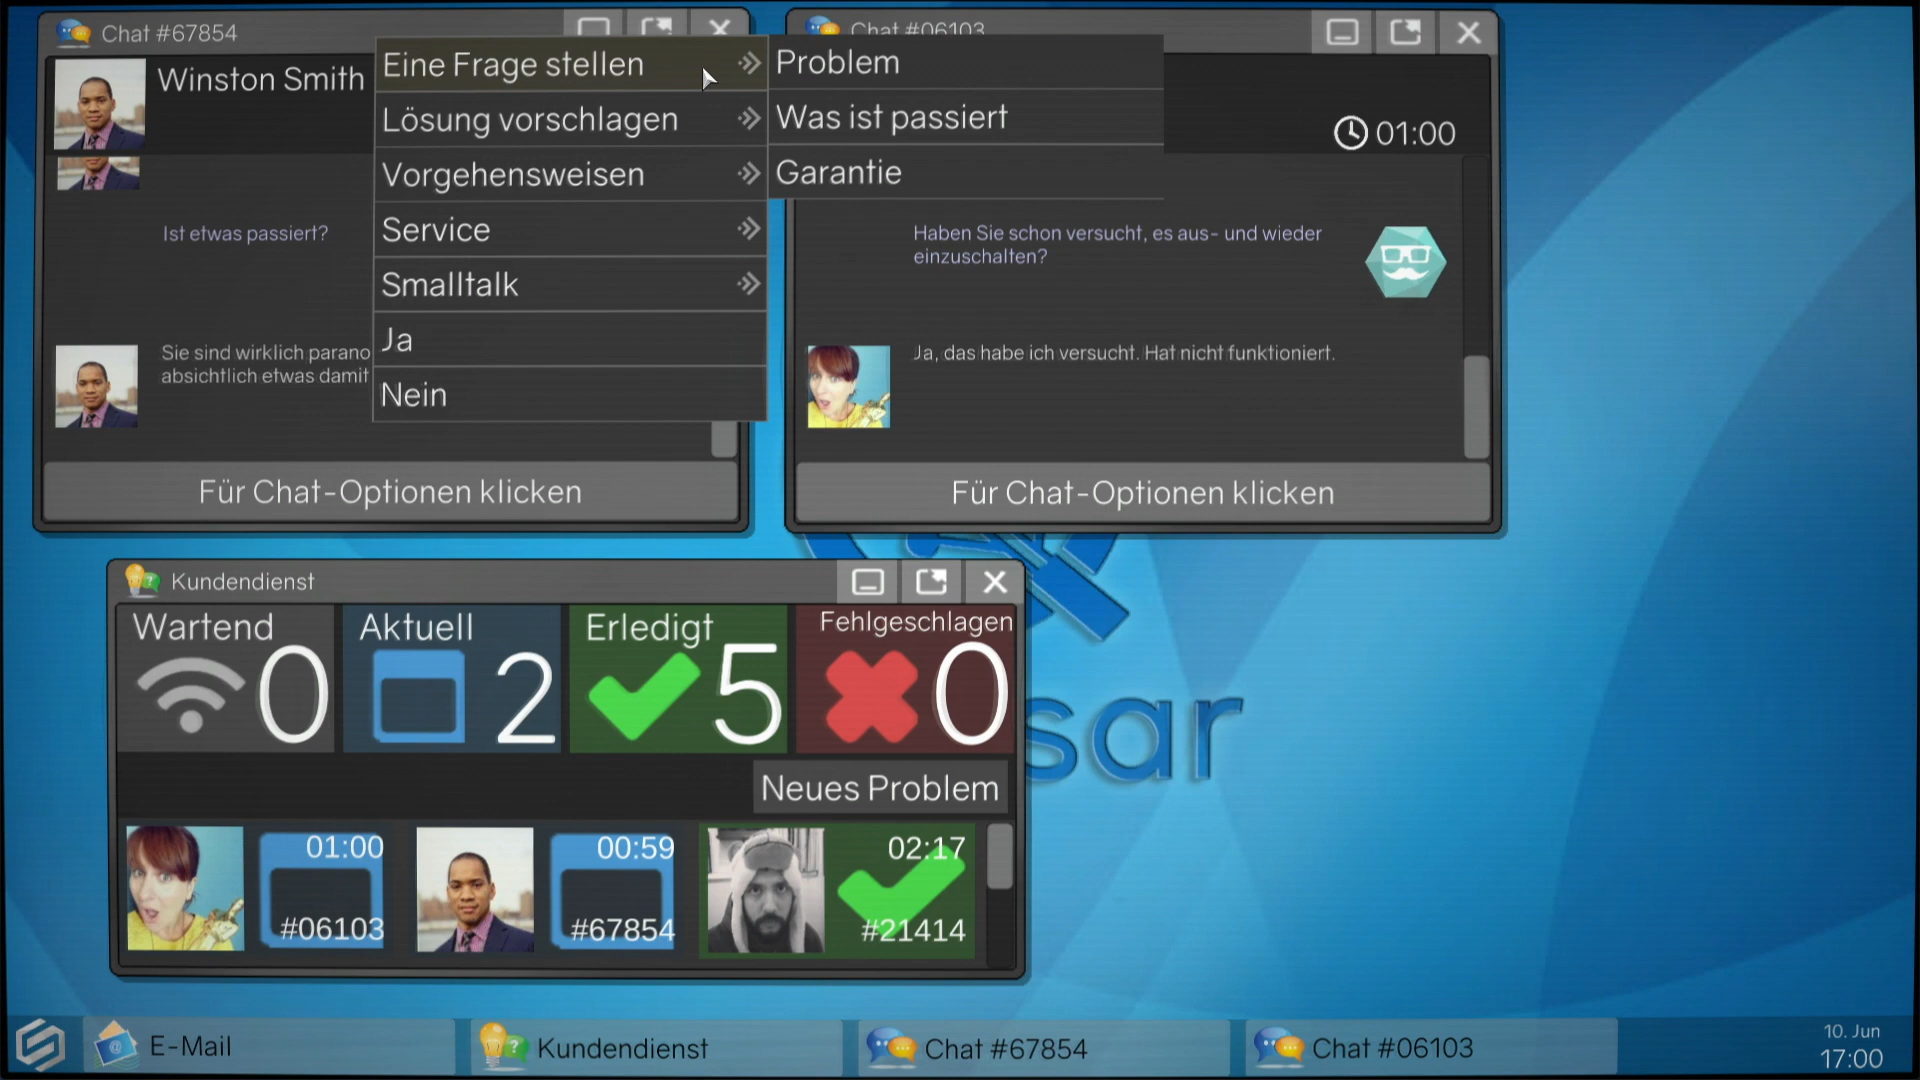 Chat #67854
Winston Smith
Ist etwas passiert?
Sie sind wirklich parano
absichtlich etwas damit
Für Chat-Optionen klicken
Eine Frage stellen
Lösung vorschlagen
Vorgehensweisen
Service
Smalltalk
Ja
Nein
Problem
Was ist passiert
Garantie
Chat #06103
01:00
Haben Sie schon versucht, es aus- und wieder
einzuschalten?
Ja, das habe ich versucht. Hat nicht funktioniert.
Für Chat-Optionen klicken
Kundendienst
Wartend
0
Aktuell
2
Erledigt
5
Fehlgeschlagen
0
Neues Problem
01:00
#06103
00:59
#67854
02:17
#21414
sar
E-Mail
Kundendienst
Chat #67854
Chat #06103
10. Jun
17:00